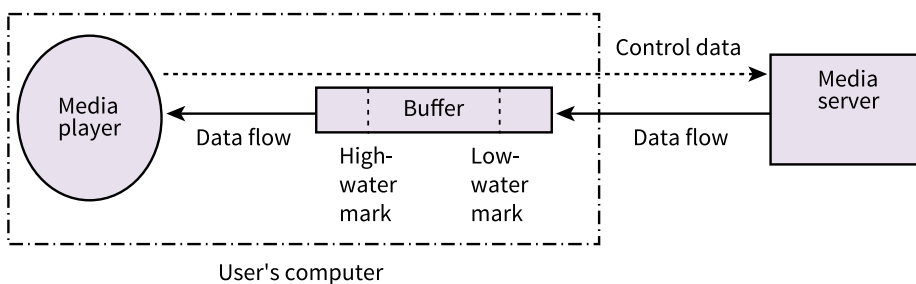 Control data
Media
player
Buffer
Media
server
Data flow
Data flow
High-
water
mark
Low-
water
mark
User's computer